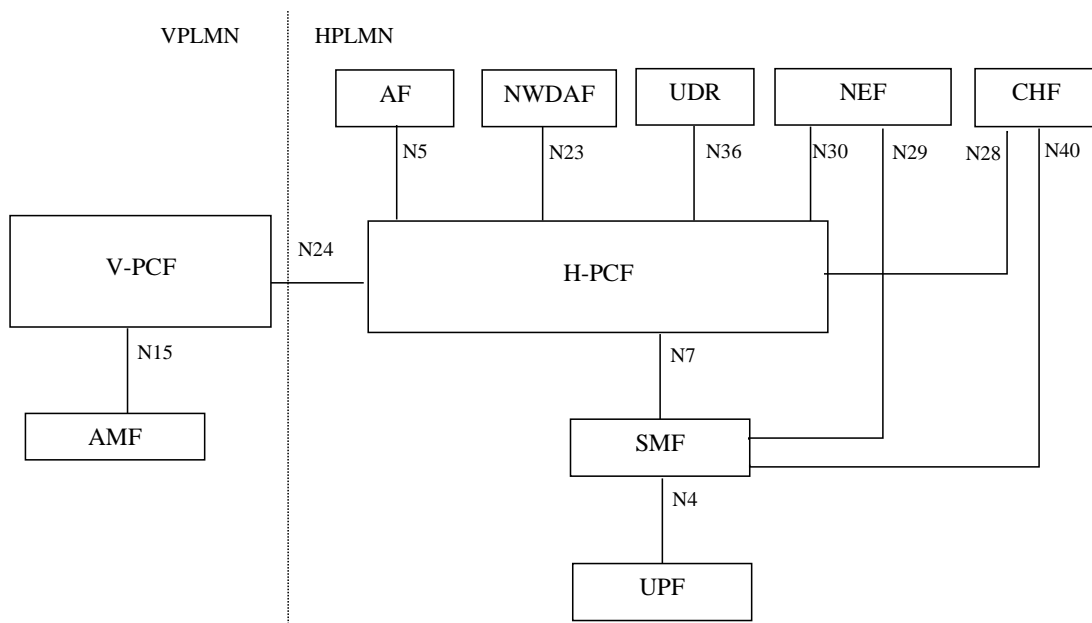 VPLMN
HPLMN
AF
NWDAF
UDR
NEF
CHF
N5
N23
N36
N30
N29
N28
N40
N24
V-PCF
H-PCF
N15
N7
AMF
SMF
N4
UPF